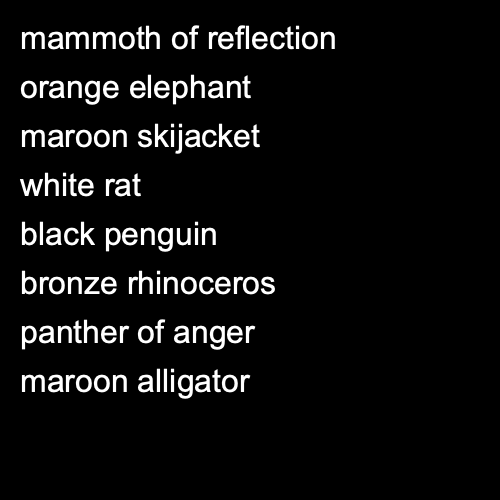 mammoth of reflection
orange elephant
maroon skijacket
white rat
black penguin
bronze rhinoceros
panther of anger
maroon alligator